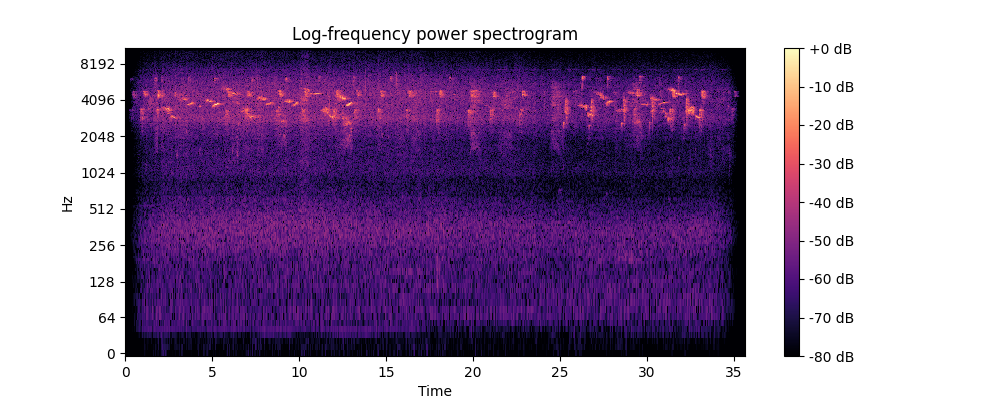 Log-frequency power spectrogram
Hz
8192
4096
2048
1024
512
256
128
64
0
0 5 10 15 20 25 30 35
Time
+0 dB
-10 dB
-20 dB
-30 dB
-40 dB
-50 dB
-60 dB
-70 dB
-80 dB